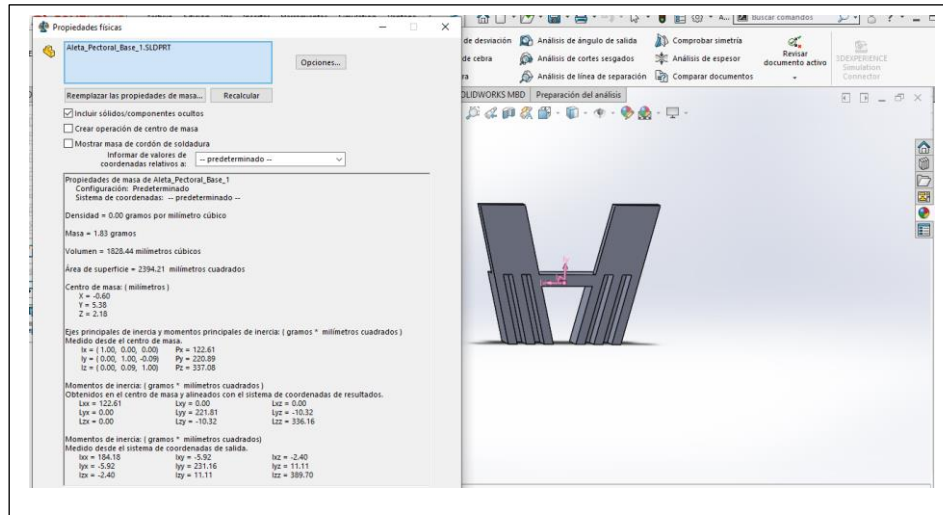 Propiedades físicas
Aleta_Pectoral_Base_1.SLDPRT
Opciones...
Reemplazar las propiedades de masa...
Recalcular
Incluir sólidos/componentes ocultos
Crear operación de centro de masa
Mostrar masa de cordón de soldadura
Informar de valores de
coordenadas relativos a:
-- predeterminado --
Propiedades de masa de Aleta_Pectoral_Base_1
Configuración: Predeterminado
Sistema de coordenadas: -- predeterminado --
Densidad = 0.00 gramos por milímetro cúbico
Masa = 1.83 gramos
Volumen = 1828.44 milímetros cúbicos
Área de superficie = 2394.21 milímetros cuadrados
Centro de masa: ( milímetros )
X = -0.60
Y = 5.38
Z = 2.18
Ejes principales de inercia y momentos principales de inercia: ( gramos * milímetros cuadrados )
Medido desde el centro de masa.
Ix = ( 1.00, 0.00, 0.00) Px = 122.61
Iy = ( 0.00, 1.00, -0.09) Py = 220.89
Iz = ( 0.00, 0.09, 1.00) Pz = 337.08
Momentos de inercia: ( gramos * milímetros cuadrados )
Obtenidos en el centro de masa y alineados con el sistema de coordenadas de resultados.
Lxx = 122.61 Lxy = 0.00 Lxz = 0.00
Lyx = 0.00 Lyy = 221.81 Lyz = -10.32
Lzx = 0.00 Lzy = -10.32 Lzz = 336.16
Momentos de inercia: ( gramos * milímetros cuadrados)
Medido desde el sistema de coordenadas de salida.
Ixx = 184.18 Ixy = -5.92 Ixz = -2.40
Iyx = -5.92 Iyy = 231.16 Iyz = 11.11
Izx = -2.40 Izy = 11.11 Izz = 389.70
A...
Buscar comandos
de desviación
Análisis de ángulo de salida
Comprobar simetría
de cebra
Análisis de cortes sesgados
Análisis de espesor
Análisis de línea de separación
Comparar documentos
Revisar
documento activo
3DEXPERIENCE
Simulation
Connector
OLIDWORKS MBD
Preparación del análisis